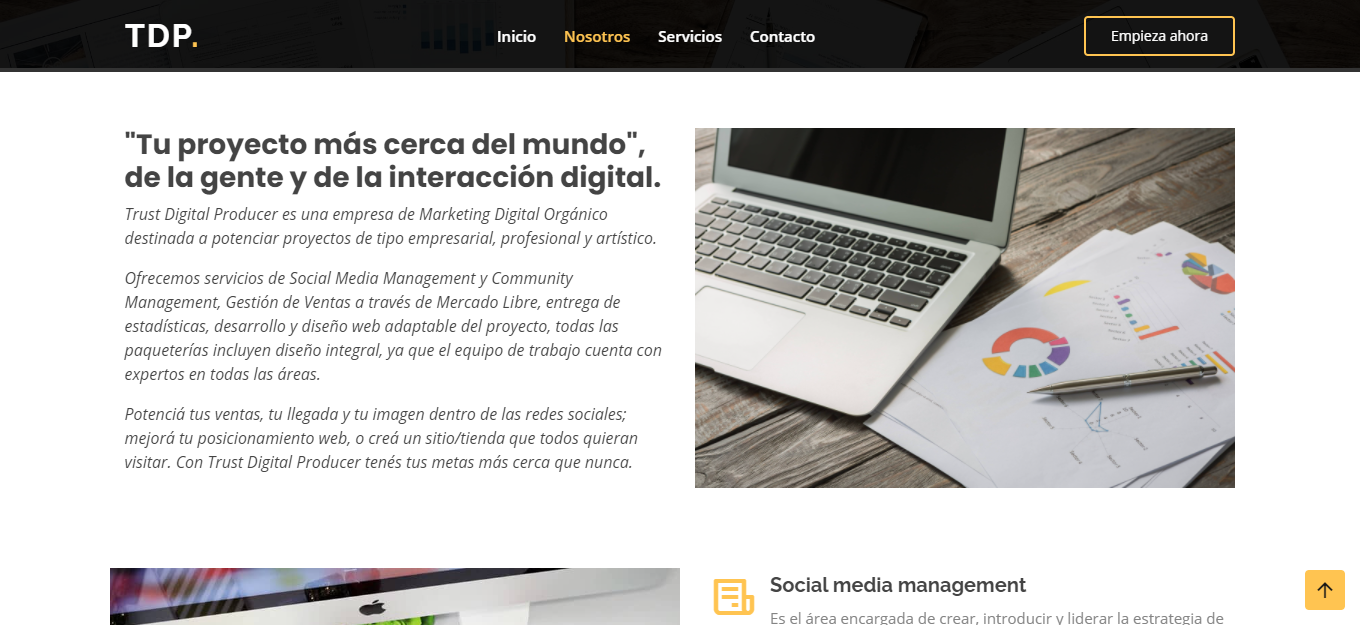 TDP.
Inicio Nosotros Servicios Contacto
Empieza ahora
"Tu proyecto más cerca del mundo",
de la gente y de la interacción digital.
Trust Digital Producer es una empresa de Marketing Digital Orgánico
destinada a potenciar proyectos de tipo empresarial, profesional y artístico.
Ofrecemos servicios de Social Media Management y Community
Management, Gestión de Ventas a través de Mercado Libre, entrega de
estadísticas, desarrollo y diseño web adaptable del proyecto, todas las
paqueterías incluyen diseño integral, ya que el equipo de trabajo cuenta con
expertos en todas las áreas.
Potenciá tus ventas, tu llegada y tu imagen dentro de las redes sociales;
mejorá tu posicionamiento web, o creá un sitio/tienda que todos quieran
visitar. Con Trust Digital Producer tenés tus metas más cerca que nunca.
Social media management
Es el área encargada de crear, introducir y liderar la estrategia de